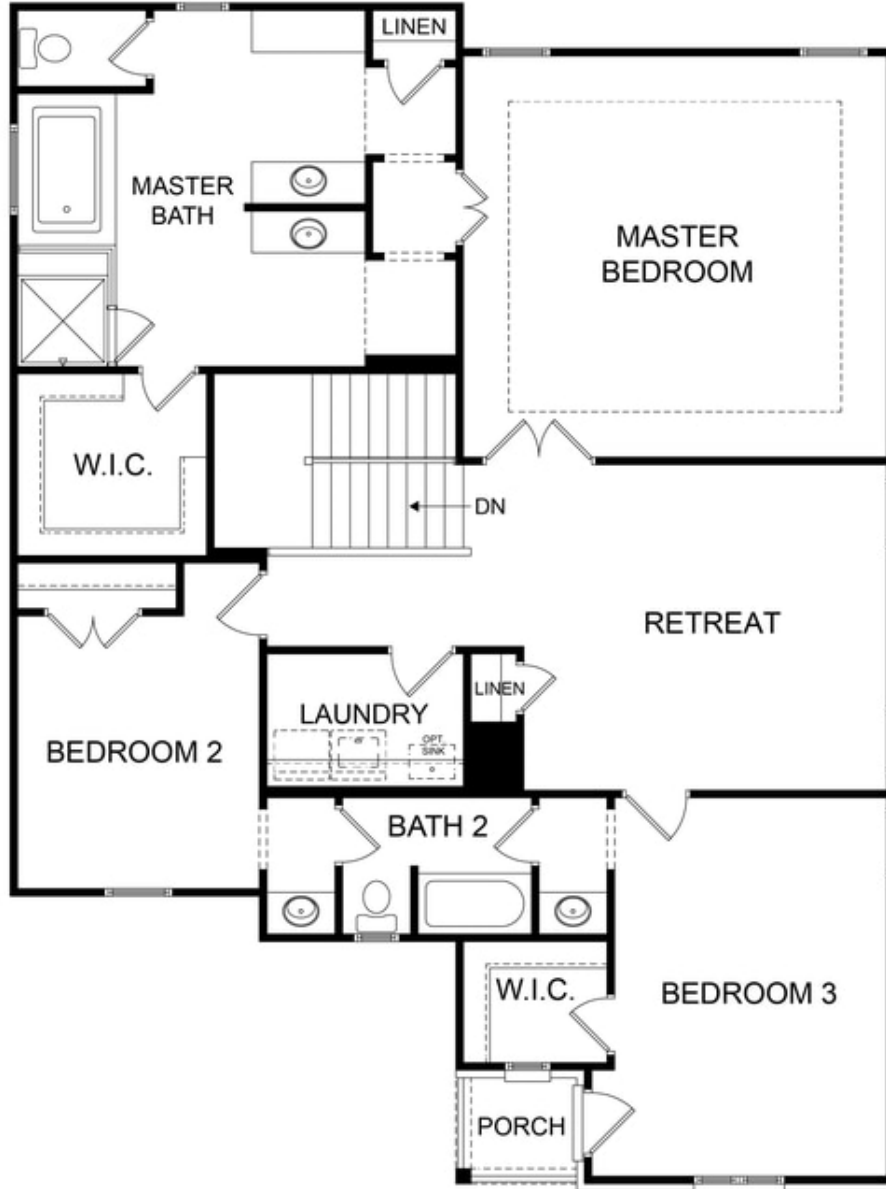 LINEN
MASTER
BATH
MASTER
BEDROOM
W.I.C.
DN
RETREAT
LINEN
LAUNDRY
OPT.
SINK
BEDROOM 2
BATH 2
W.I.C.
BEDROOM 3
PORCH